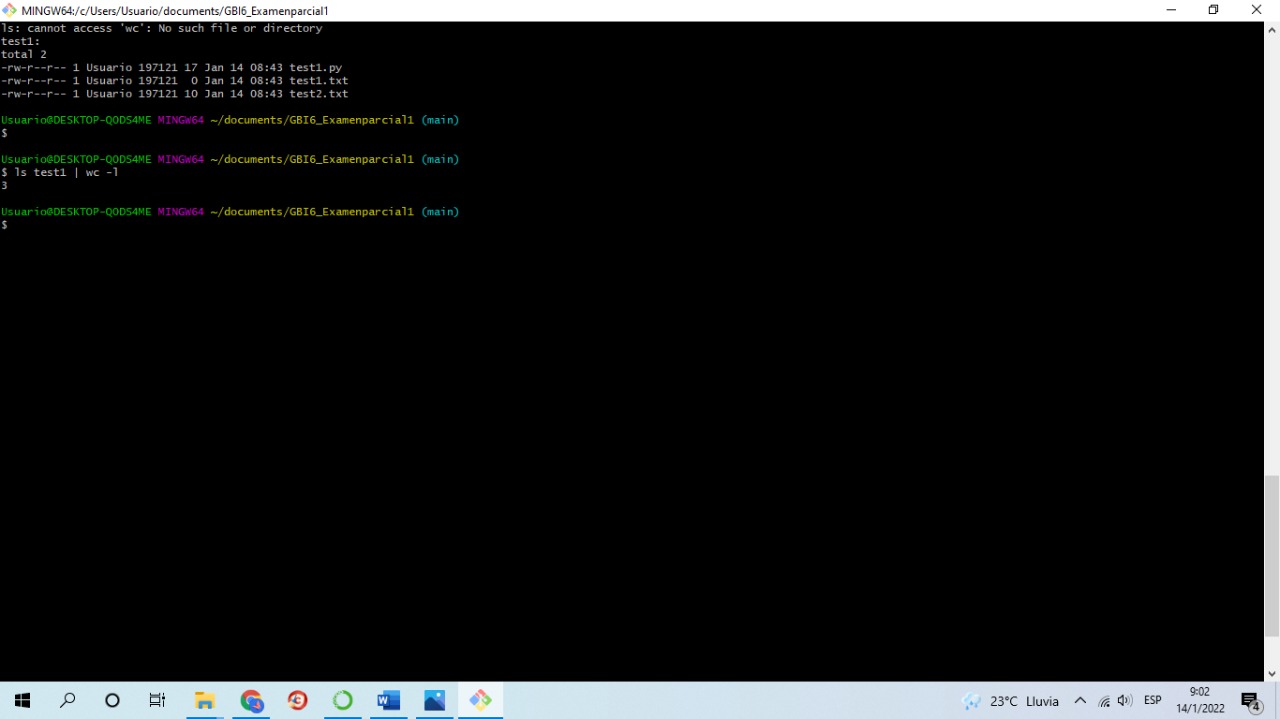 MINGW64:/c/Users/Usuario/documents/GBI6_Examenparcial1
ls: cannot access 'wc': No such file or directory
test1:
total 2
-rw-r--r-- 1 Usuario 197121 17 Jan 14 08:43 test1.py
-rw-r--r-- 1 Usuario 197121  0 Jan 14 08:43 test1.txt
-rw-r--r-- 1 Usuario 197121 10 Jan 14 08:43 test2.txt
Usuario@DESKTOP-QODS4ME MINGW64 ~/documents/GBI6_Examenparcial1 (main)
$
Usuario@DESKTOP-QODS4ME MINGW64 ~/documents/GBI6_Examenparcial1 (main)
$ ls test1 | wc -l
3
Usuario@DESKTOP-QODS4ME MINGW64 ~/documents/GBI6_Examenparcial1 (main)
$
23°C Lluvia
ESP
9:02
14/1/2022
4